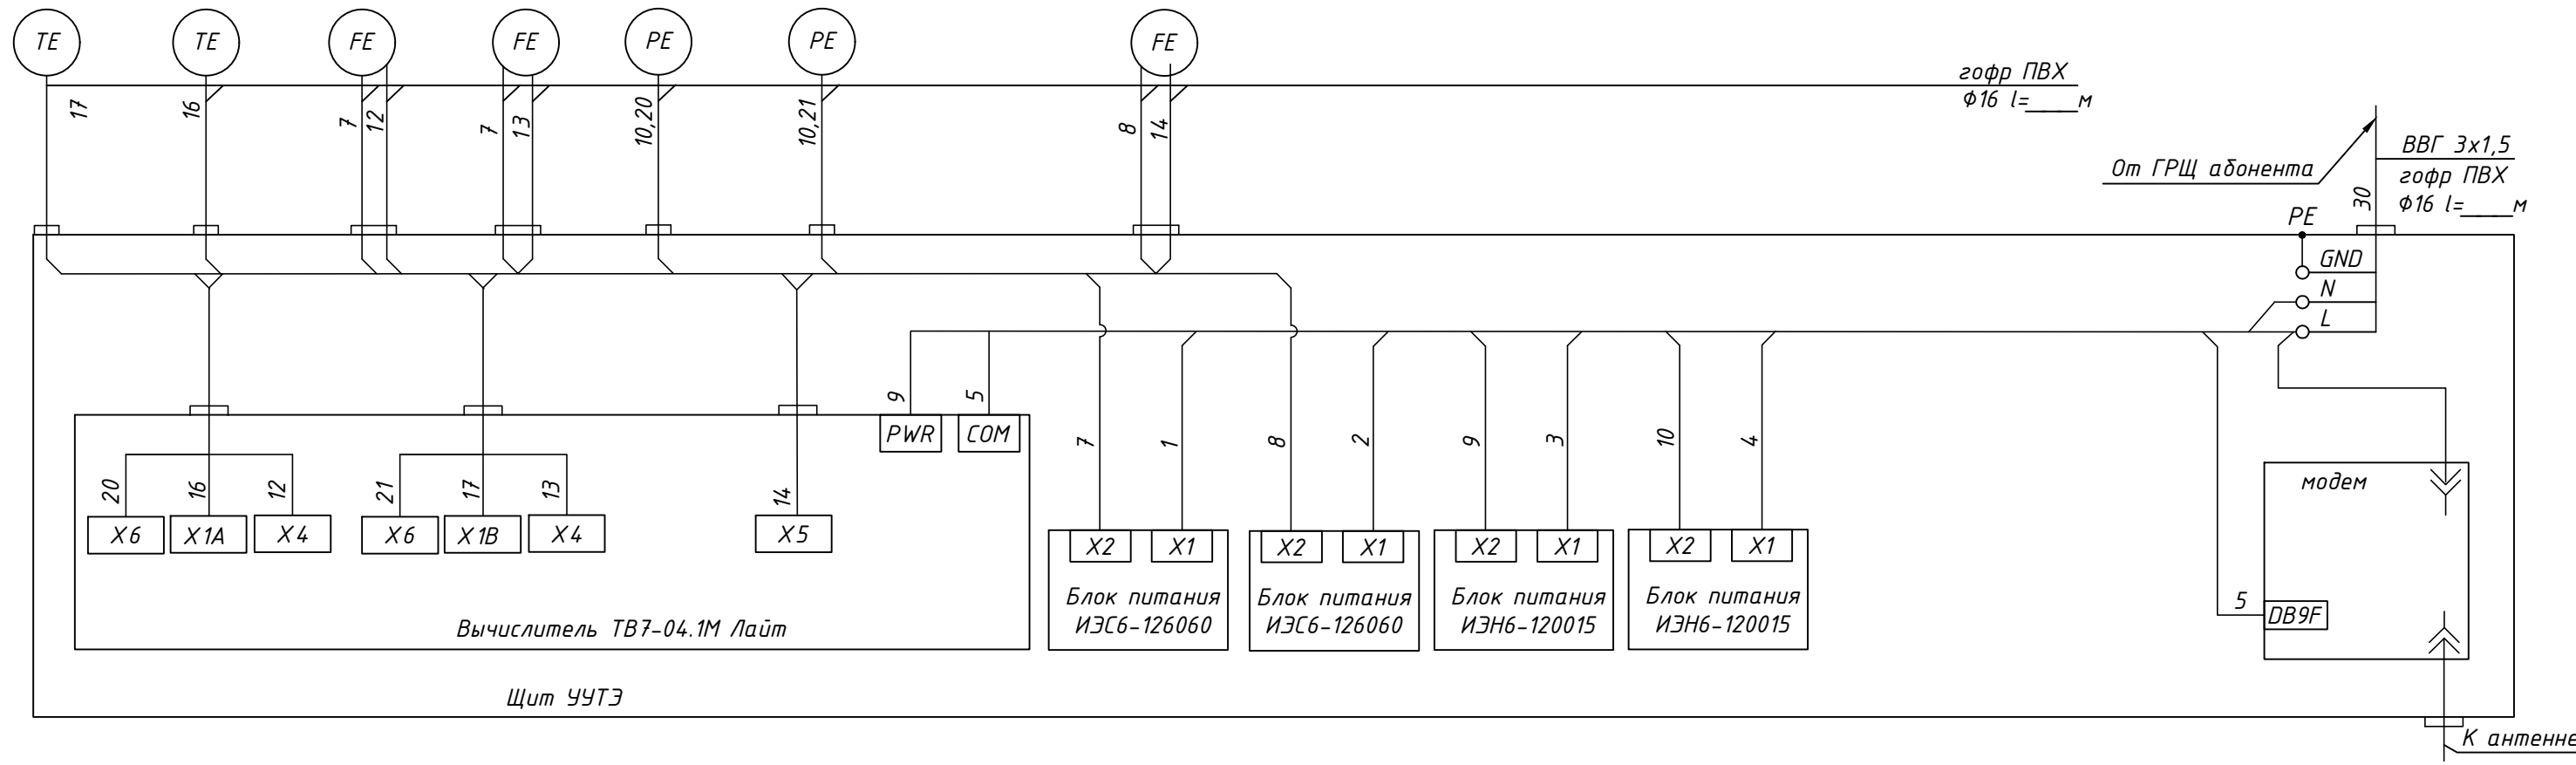 TE
TE
FE
FE
PE
PE
FE
гофр ПВХ
Ф16 l=____м
17
16
7
12
7
13
10,20
10,21
8
14
От ГРЩ абонента
ВВГ 3х1,5
гофр ПВХ
Ф16 l=____м
30
PE
GND
N
L
9
5
PWR
COM
7
1
8
2
9
3
10
4
20
16
12
21
17
13
14
X6
X1A
X4
X6
X1B
X4
X5
X2
X1
X2
X1
X2
X1
X2
X1
модем
Блок питания
ИЭС6-126060
Блок питания
ИЭС6-126060
Блок питания
ИЭН6-120015
Блок питания
ИЭН6-120015
5
DB9F
Вычислитель ТВ7-04.1М Лайт
Щит УУТЭ
К антенне